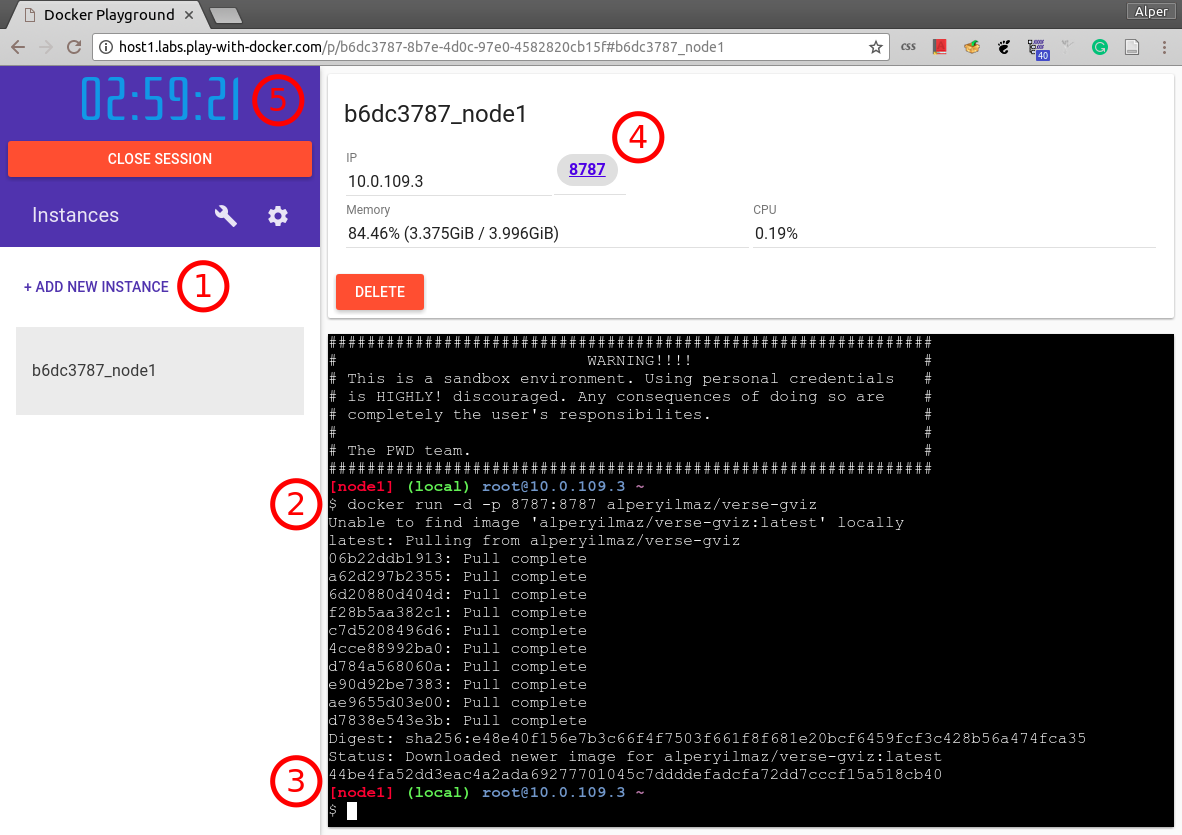 Docker Playground
Alper
host1.labs.play-with-docker.com/p/b6dc3787-8b7e-4d0c-97e0-4582820cb15f#b6dc3787_node1
css
40
02:59:21
5
CLOSE SESSION
Instances
+ ADD NEW INSTANCE
1
b6dc3787_node1
b6dc3787_node1
4
IP
10.0.109.3
8787
Memory
84.46% (3.375GiB / 3.996GiB)
CPU
0.19%
DELETE
###############################################################
#                          WARNING!!!!                        #
# This is a sandbox environment. Using personal credentials   #
# is HIGHLY! discouraged. Any consequences of doing so are    #
# completely the user's responsibilites.                      #
#                                                             #
# The PWD team.                                               #
###############################################################
[node1] (local) root@10.0.109.3 ~
2
$ docker run -d -p 8787:8787 alperyilmaz/verse-gviz
Unable to find image 'alperyilmaz/verse-gviz:latest' locally
latest: Pulling from alperyilmaz/verse-gviz
06b22ddb1913: Pull complete
a62d297b2355: Pull complete
6d20880d404d: Pull complete
f28b5aa382c1: Pull complete
c7d5208496d6: Pull complete
4cce88992ba0: Pull complete
d784a568060a: Pull complete
e90d92be7383: Pull complete
ae9655d03e00: Pull complete
d7838e543e3b: Pull complete
Digest: sha256:e48e40f156e7b3c66f4f7503f661f8f681e20bcf6459fcf3c428b56a474fca35
Status: Downloaded newer image for alperyilmaz/verse-gviz:latest
3
44be4fa52dd3eac4a2ada69277701045c7ddddefadcfa72dd7cccf15a518cb40
[node1] (local) root@10.0.109.3 ~
$